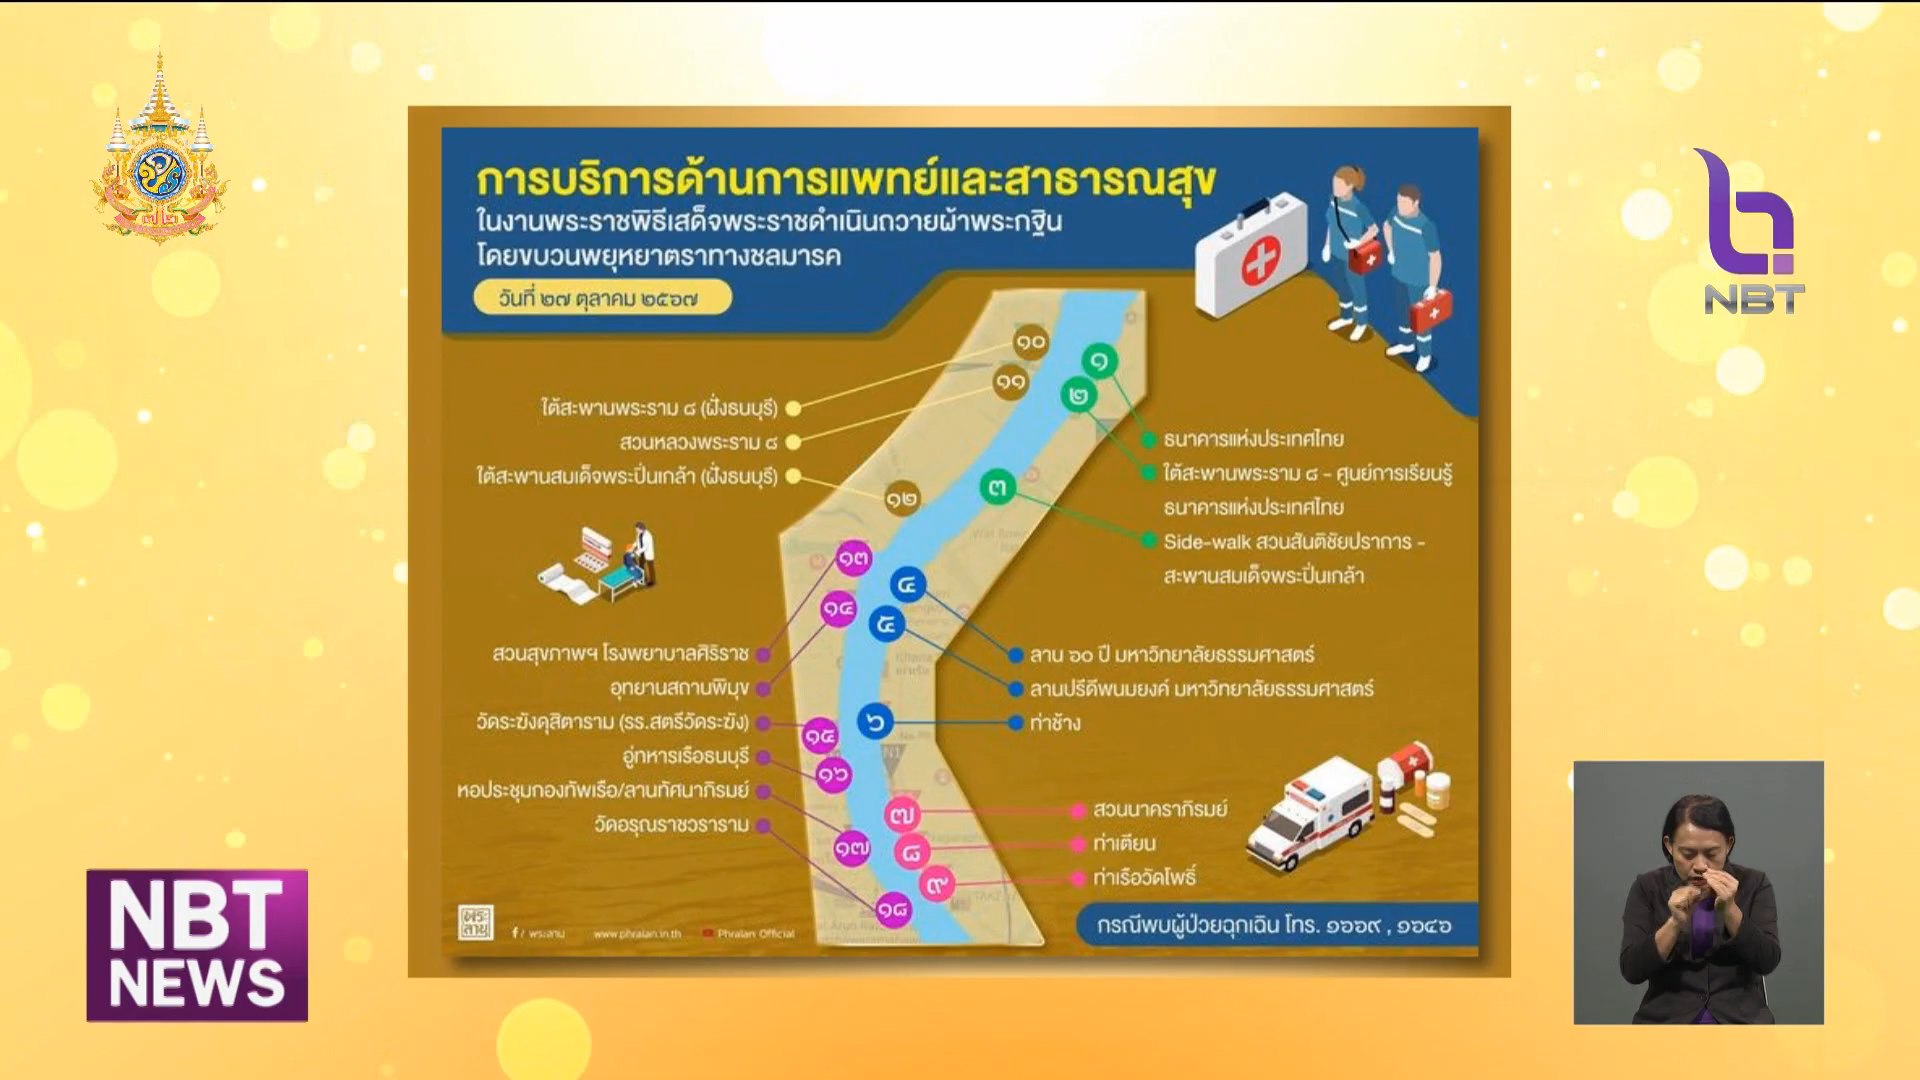 การบริการด้านการแพทย์และสาธารณสุข
ในงานพระราชพิธีเสด็จพระราชดำเนินถวายผ้าพระกฐิน
โดยขบวนพยุหยาตราทางชลมารค
วันที่ ๒๗ ตุลาคม ๒๕๖๗
NBT
๑๐
๑๑
๑๒
ใต้สะพานพระราม ๘ (ฝั่งธนบุรี)
สวนหลวงพระราม ๘
ใต้สะพานสมเด็จพระปิ่นเกล้า (ฝั่งธนบุรี)
๑
๒
๓
ธนาคารแห่งประเทศไทย
ใต้สะพานพระราม ๘ - ศูนย์การเรียนรู้
ธนาคารแห่งประเทศไทย
Side-walk สวนสันติชัยปราการ -
สะพานสมเด็จพระปิ่นเกล้า
๑๓
๑๔
๑๕
๑๖
๑๗
๑๘
สวนสุขภาพฯ โรงพยาบาลศิริราช
อุทยานสถานพิมุข
วัดระฆังดุสิตาราม (รร.สตรีวัดระฆัง)
อู่ทหารเรือธนบุรี
หอประชุมกองทัพเรือ/ลานทัศนาภิรมย์
วัดอรุณราชวราราม
๔
๕
๖
ลาน ๖๐ ปี มหาวิทยาลัยธรรมศาสตร์
ลานปรีดีพนมยงค์ มหาวิทยาลัยธรรมศาสตร์
ท่าช้าง
๗
๘
๙
สวนนาคราภิรมย์
ท่าเตียน
ท่าเรือวัดโพธิ์
กรณีพบผู้ป่วยฉุกเฉิน โทร. ๑๖๖๙ , ๑๖๔๖
พระลาน
f / พระลาน
www.phralan.in.th
Phralan Official
NBT
NEWS